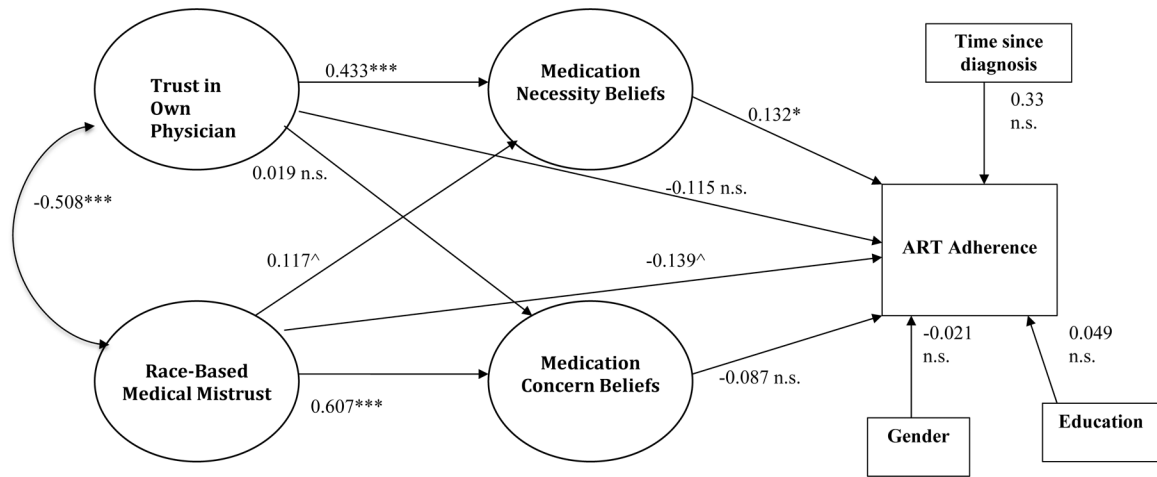 Trust in
Own
Physician
0.433***
Medication
Necessity Beliefs
Time since
diagnosis
0.33
n.s.
0.132*
0.019 n.s.
-0.115 n.s.
-0.508***
ART Adherence
0.117^
-0.139^
Race-Based
Medical Mistrust
0.607***
Medication
Concern Beliefs
-0.087 n.s.
-0.021
n.s.
0.049
n.s.
Gender
Education